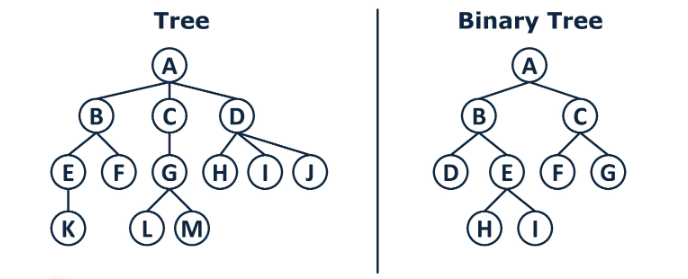 Tree
A
B C D
E F G H I J
K L M
Binary Tree
A
B C
D E F G
H I